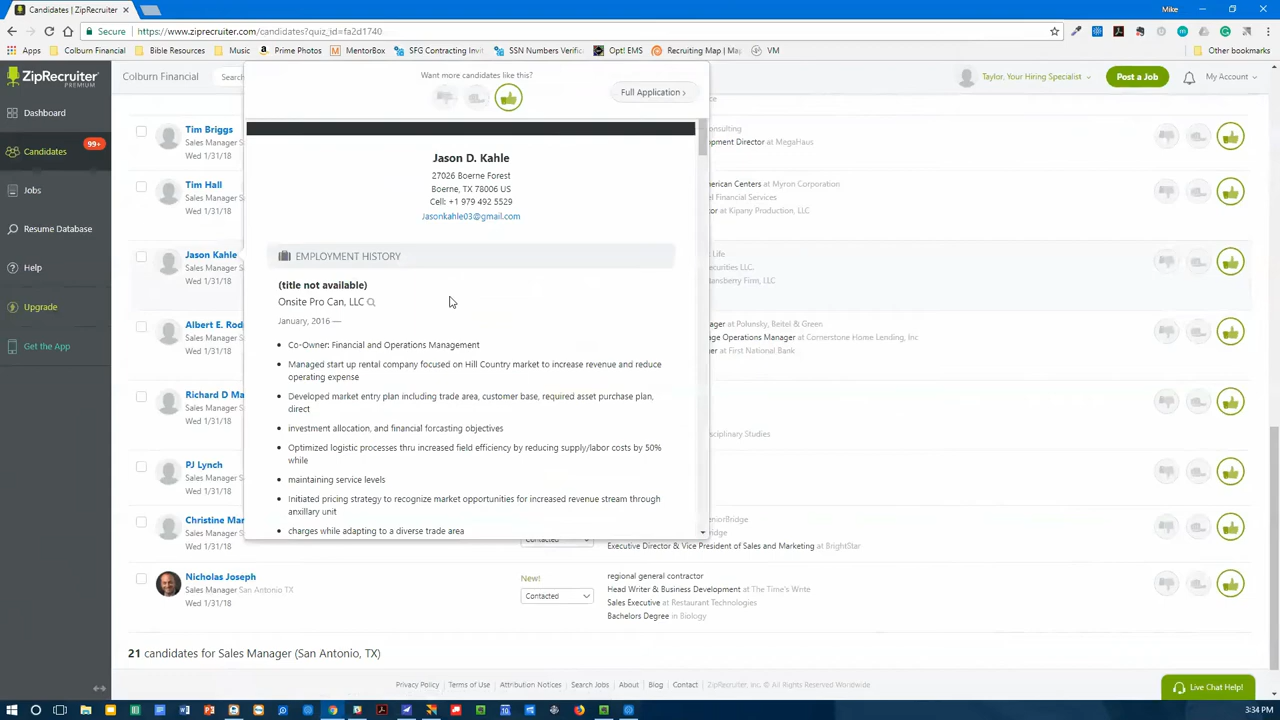 Candidates | ZipRecruiter
Mike
Secure https://www.ziprecruiter.com/candidates?quiz_id=fa2d1740
Apps Colburn Financial Bible Resources Music Prime Photos MentorBox SFG Contracting Invi SSN Numbers Verific Opt! EMS Recruiting Map | Map VM Other bookmarks
ZipRecruiter
PREMIUM
Colburn Financial
Taylor, Your Hiring Specialist
Post a Job
My Account
Dashboard
Candidates 99+
Jobs
Resume Database
Help
Upgrade
Get the App
Want more candidates like this?
Full Application >
Jason D. Kahle
27026 Boerne Forest
Boerne, TX 78006 US
Cell: +1 979 492 5529
Jasonkahle03@gmail.com
EMPLOYMENT HISTORY
(title not available)
Onsite Pro Can, LLC
January, 2016 —
Co-Owner: Financial and Operations Management
Managed start up rental company focused on Hill Country market to increase revenue and reduce
operating expense
Developed market entry plan including trade area, customer base, required asset purchase plan,
direct
investment allocation, and financial forcasting objectives
Optimized logistic processes thru increased field efficiency by reducing supply/labor costs by 50%
while
maintaining service levels
Initiated pricing strategy to recognize market opportunities for increased revenue stream through
anxillary unit
charges while adapting to a diverse trade area
Tim Briggs
Sales Manager
Wed 1/31/18
onsulting
opment Director at MegaHaus
Tim Hall
Sales Manager
Wed 1/31/18
merican Centers at Myron Corporation
el Financial Services
tor at Kipany Production, LLC
Jason Kahle
Sales Manager
Wed 1/31/18
Life
ecurities LLC.
ansberry Firm, LLC
Albert E. Rod
Sales Manager
Wed 1/31/18
ager at Polunsky, Beitel & Green
age Operations Manager at Cornerstone Home Lending, Inc
er at First National Bank
Richard D Ma
Sales Manager
Wed 1/31/18
disciplinary Studies
PJ Lynch
Sales Manager
Wed 1/31/18
Christine Mar
Sales Manager
Wed 1/31/18
Contacted
eniorBridge
ridge
Executive Director & Vice President of Sales and Marketing at BrightStar
Nicholas Joseph
Sales Manager San Antonio TX
Wed 1/31/18
New!
Contacted
regional general contractor
Head Writer & Business Development at The Time's Write
Sales Executive at Restaurant Technologies
Bachelors Degree in Biology
21 candidates for Sales Manager (San Antonio, TX)
Privacy Policy | Terms of Use | Attribution Notices | Search Jobs | About | Blog | Contact | ZipRecruiter, Inc. © All Rights Reserved Worldwide
Live Chat Help!
3:34 PM